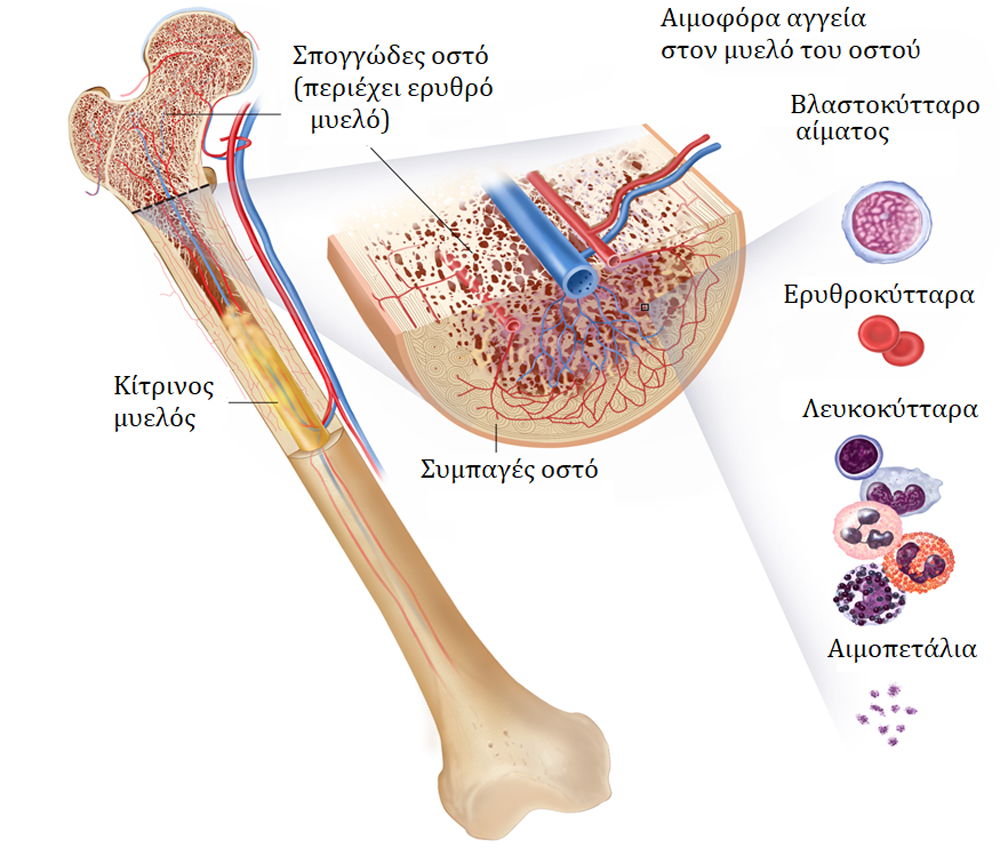 Σπογγώδες οστό
(περιέχει ερυθρό
μυελό)
Αιμοφόρα αγγεία
στον μυελό του οστού
Βλαστοκύτταρο
αίματος
Ερυθροκύτταρα
Κίτρινος
μυελός
Λευκοκύτταρα
Συμπαγές οστό
Αιμοπετάλια